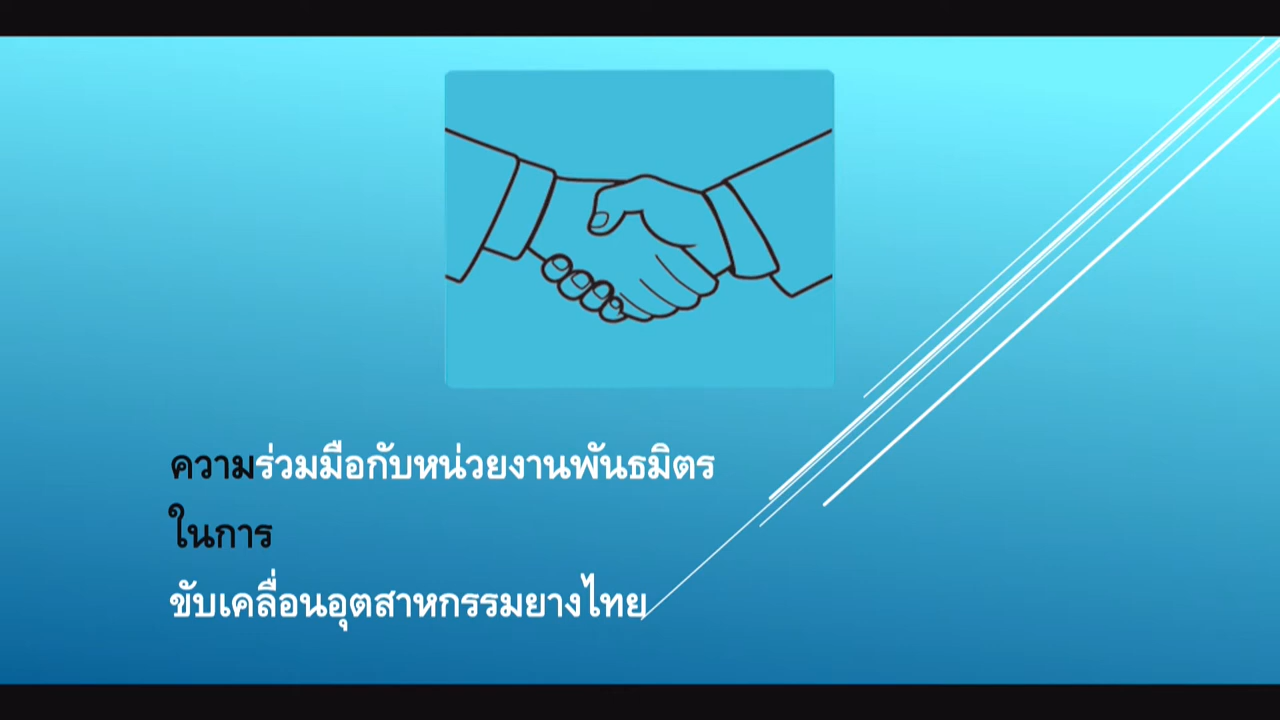 ความร่วมมือกับหน่วยงานพันธมิตร
ในการ
ขับเคลื่อนอุตสาหกรรมยางไทย